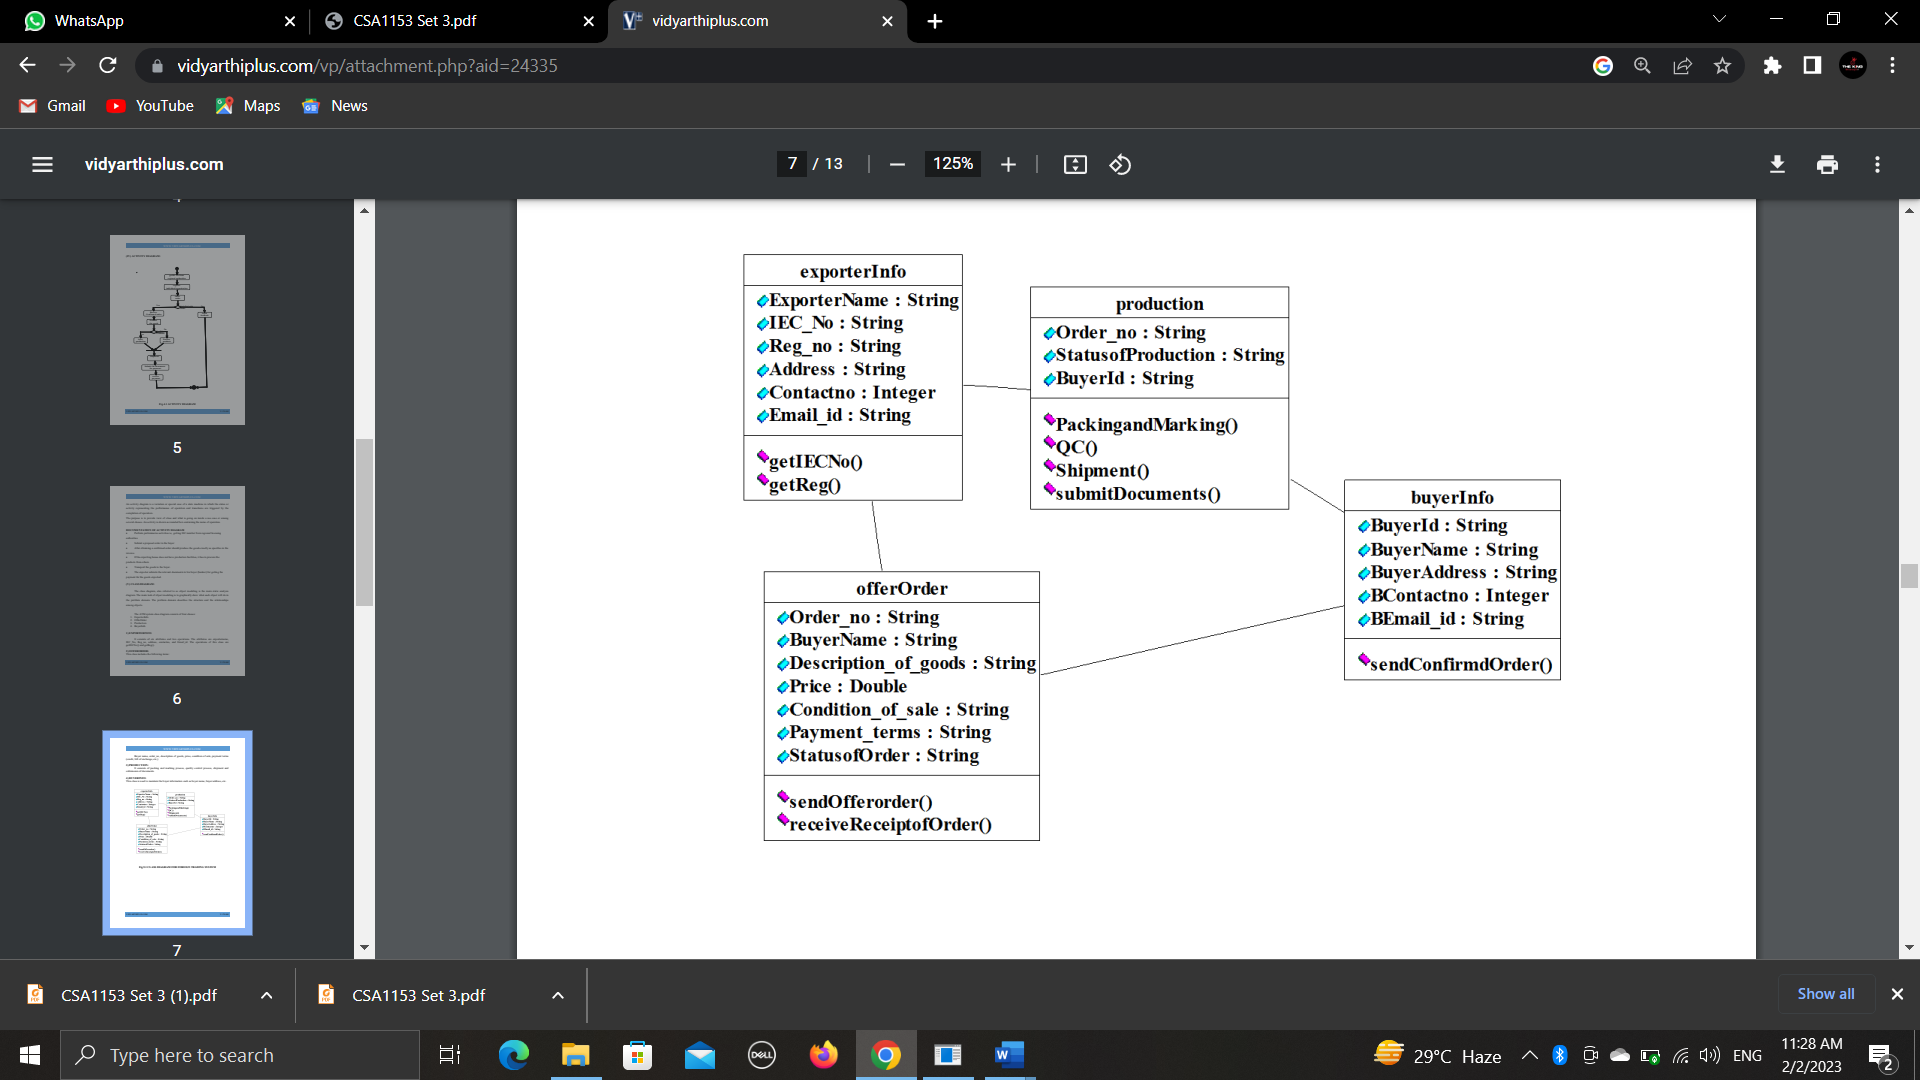 WhatsApp
CSA1153 Set 3.pdf
vidyarthiplus.com
vidyarthiplus.com/vp/attachment.php?aid=24335
Gmail
YouTube
Maps
News
vidyarthiplus.com
7 / 13
125%
5
6
7
exporterInfo
ExporterName : String
IEC_No : String
Reg_no : String
Address : String
Contactno : Integer
Email_id : String
getIECNo()
getReg()
production
Order_no : String
StatusofProduction : String
BuyerId : String
PackingandMarking()
QC()
Shipment()
submitDocuments()
buyerInfo
BuyerId : String
BuyerName : String
BuyerAddress : String
BContactno : Integer
BEmail_id : String
sendConfirmdOrder()
offerOrder
Order_no : String
BuyerName : String
Description_of_goods : String
Price : Double
Condition_of_sale : String
Payment_terms : String
StatusofOrder : String
sendOfferorder()
receiveReceiptofOrder()
CSA1153 Set 3 (1).pdf
CSA1153 Set 3.pdf
Show all
Type here to search
DELL
29°C Haze
ENG
11:28 AM
2/2/2023
2